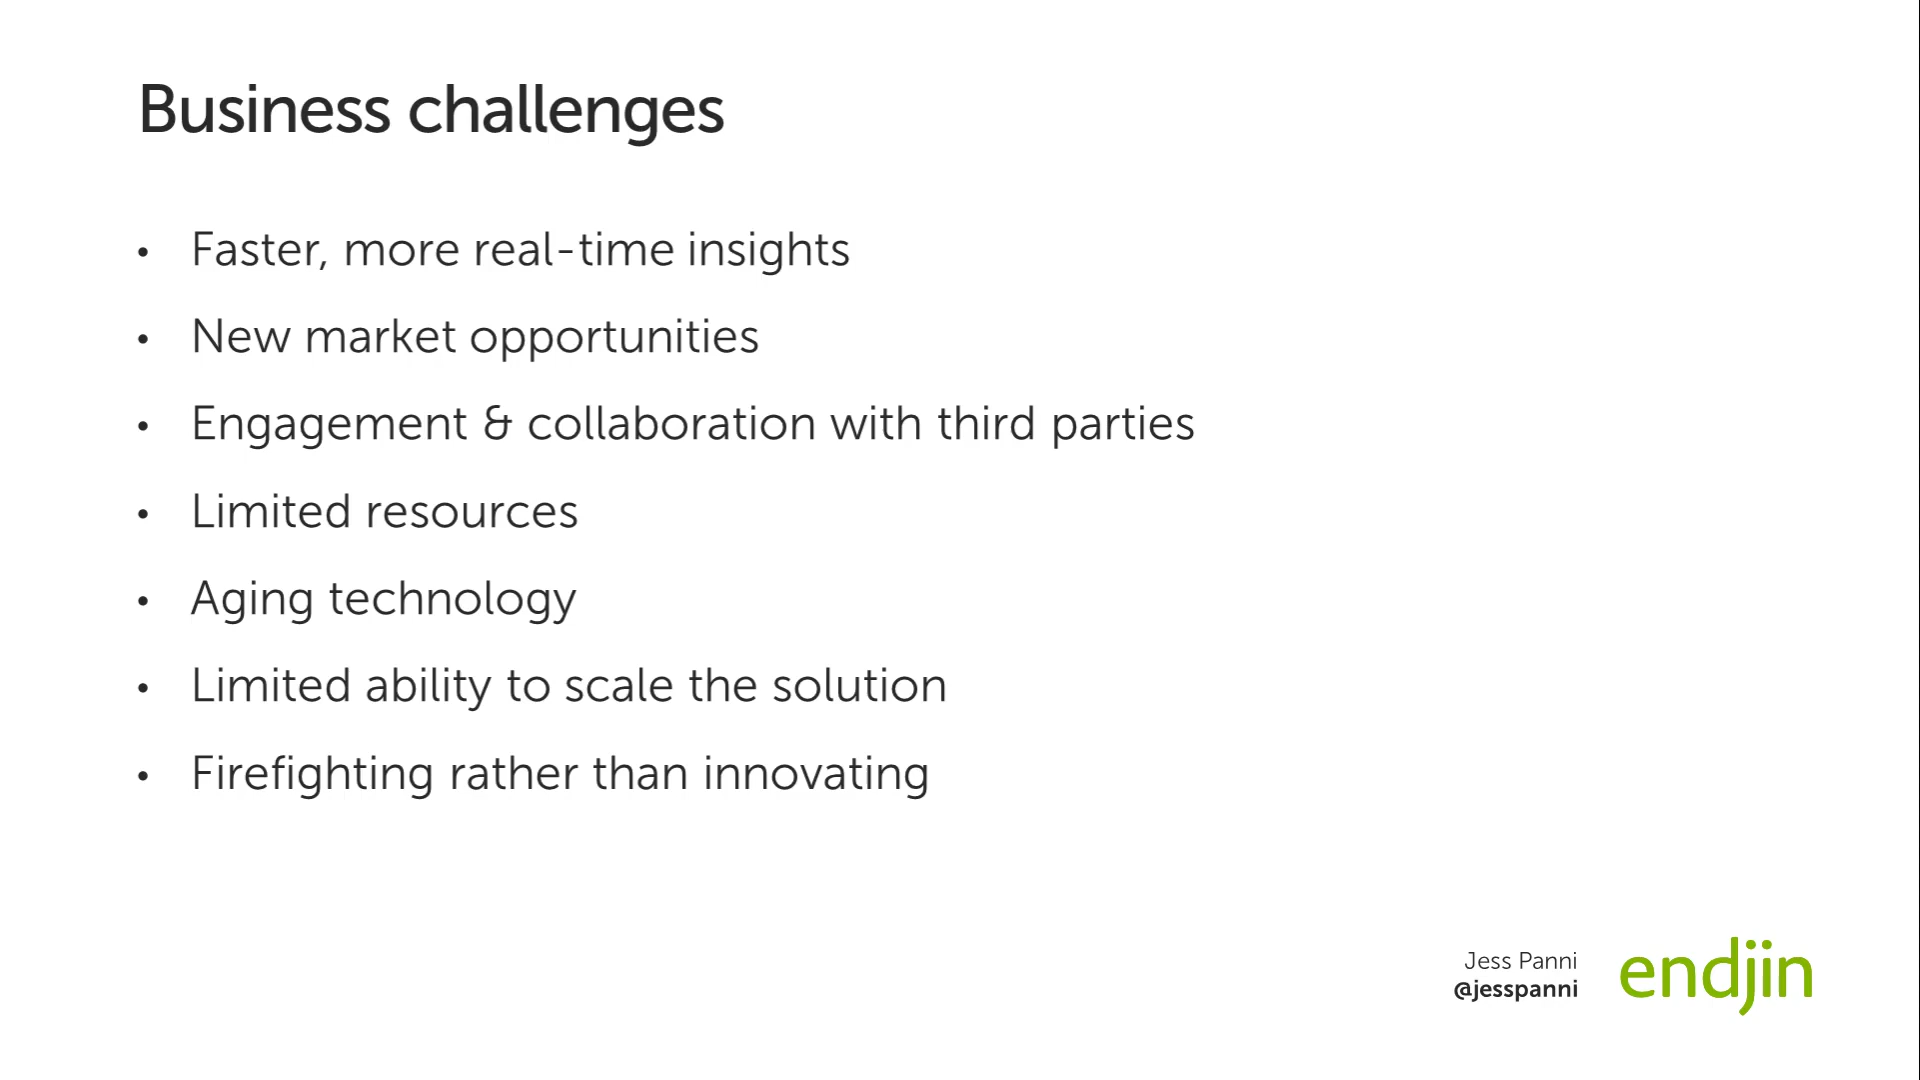 Business challenges
• Faster, more real-time insights
• New market opportunities
• Engagement & collaboration with third parties
• Limited resources
• Aging technology
• Limited ability to scale the solution
• Firefighting rather than innovating
Jess Panni
@jesspanni
endjin